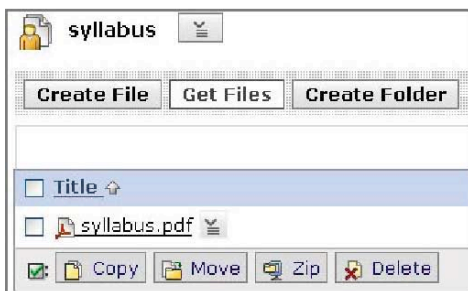 syllabus
Create File Get Files Create Folder
Title
syllabus.pdf
: Copy Move Zip Delete